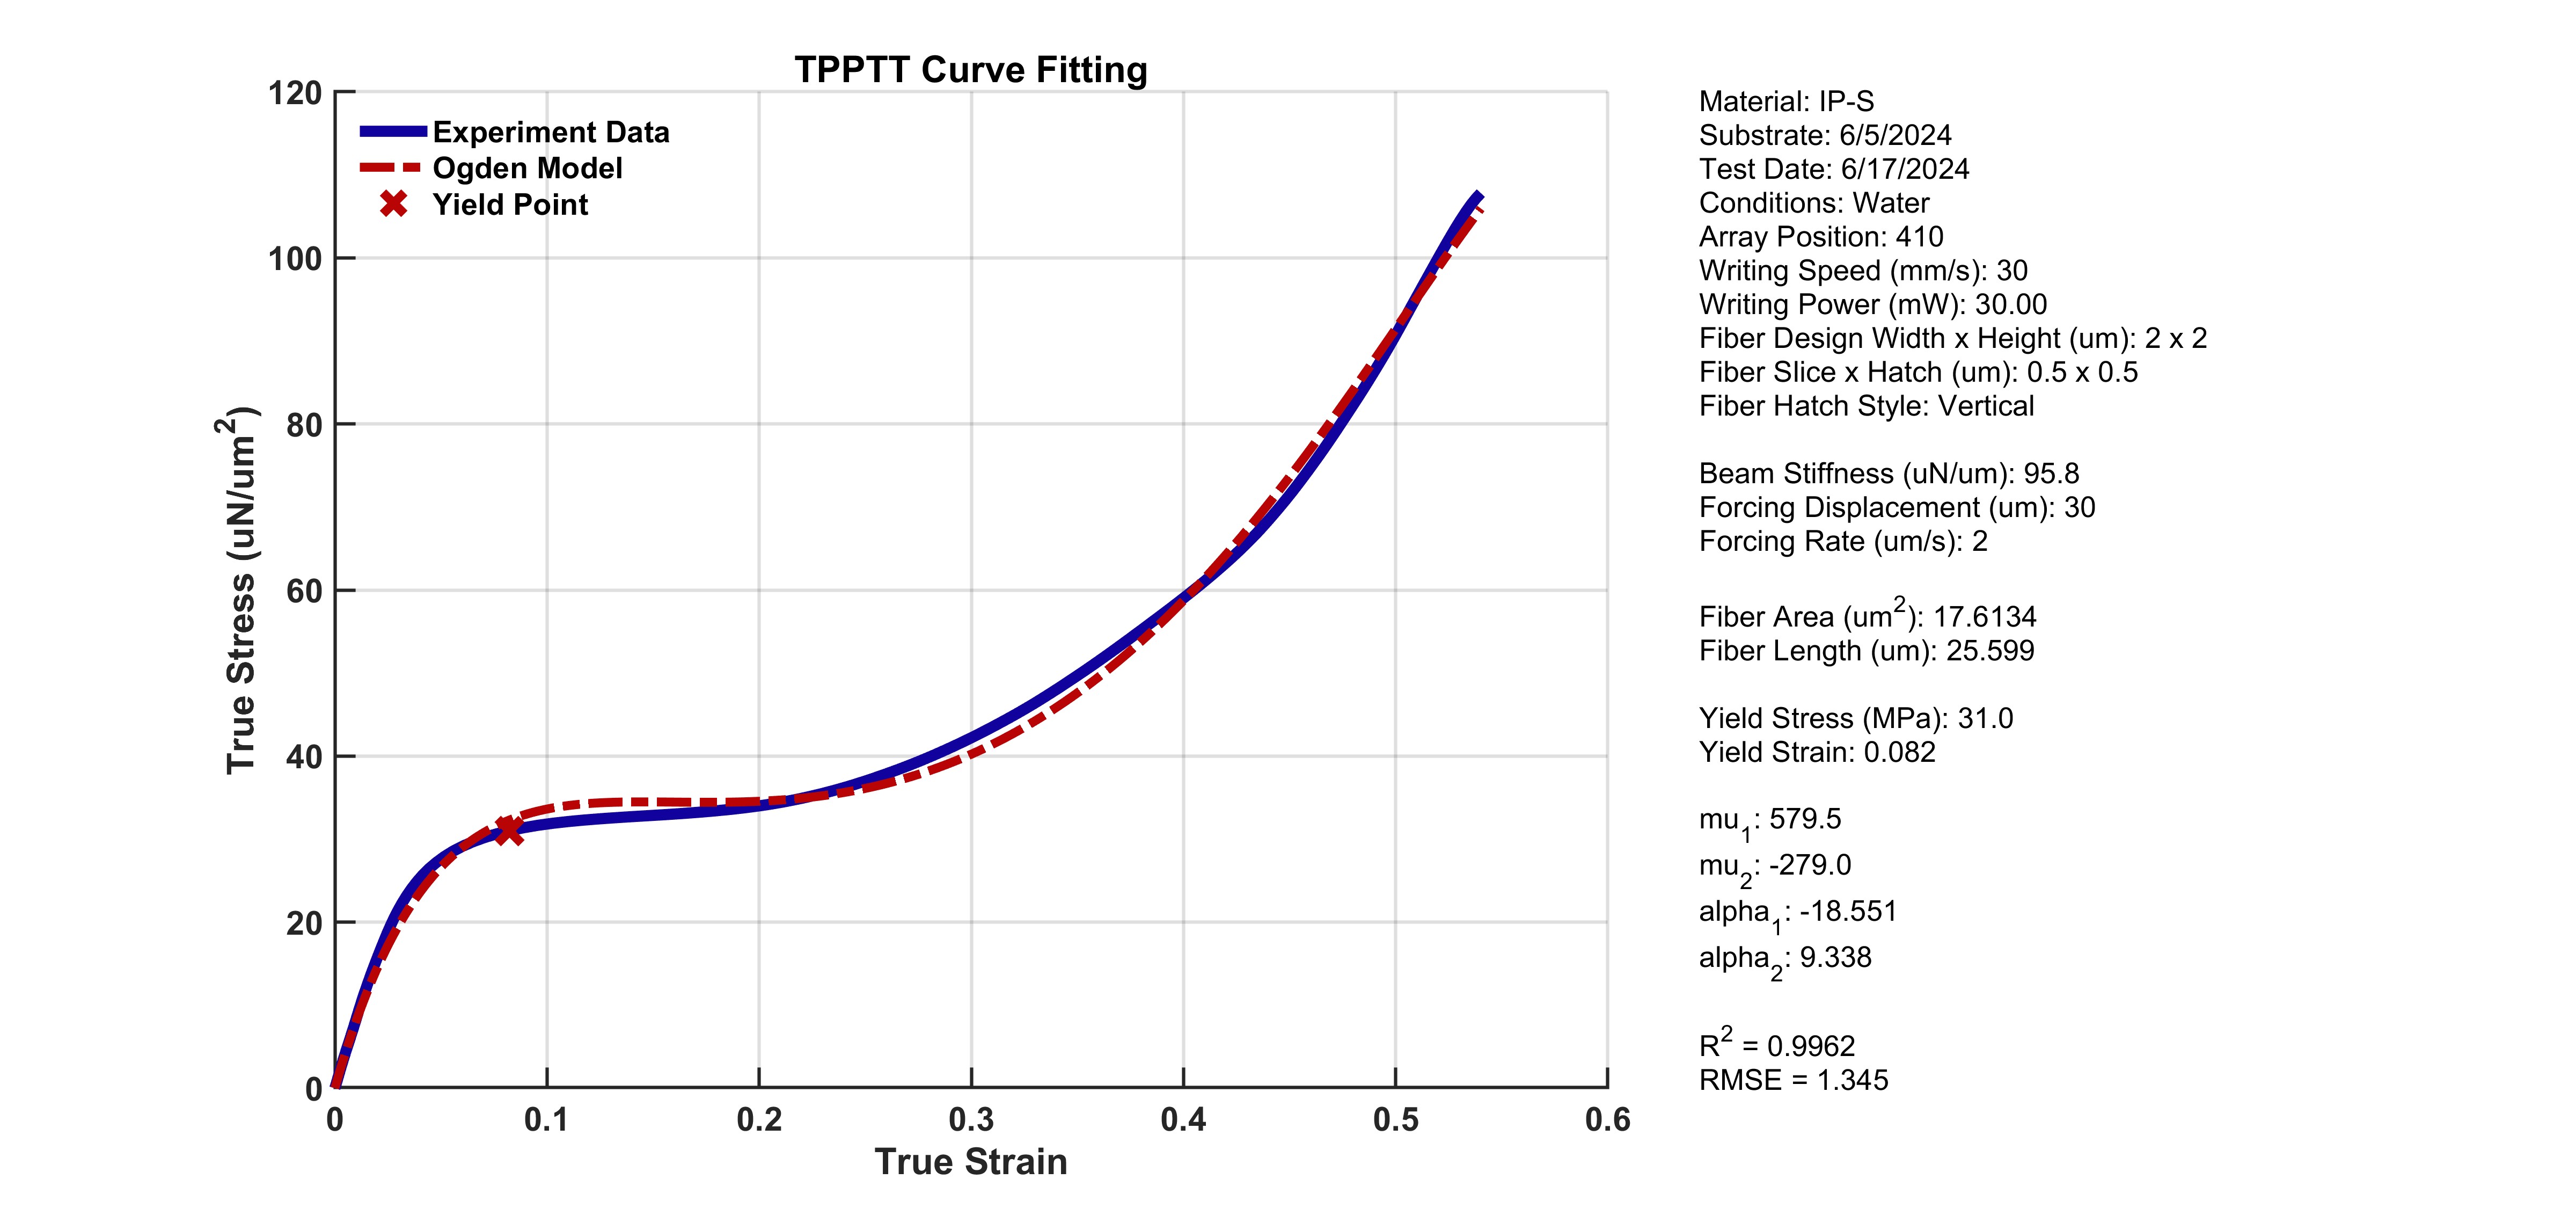 TPPTT Curve Fitting
Experiment Data
Ogden Model
Yield Point
120
100
80
60
40
20
0
0 0.1 0.2 0.3 0.4 0.5 0.6
True Stress (uN/um²)
True Strain
Material: IP-S
Substrate: 6/5/2024
Test Date: 6/17/2024
Conditions: Water
Array Position: 410
Writing Speed (mm/s): 30
Writing Power (mW): 30.00
Fiber Design Width x Height (um): 2 x 2
Fiber Slice x Hatch (um): 0.5 x 0.5
Fiber Hatch Style: Vertical
Beam Stiffness (uN/um): 95.8
Forcing Displacement (um): 30
Forcing Rate (um/s): 2
Fiber Area (um²): 17.6134
Fiber Length (um): 25.599
Yield Stress (MPa): 31.0
Yield Strain: 0.082
mu₁: 579.5
mu₂: -279.0
alpha₁: -18.551
alpha₂: 9.338
R² = 0.9962
RMSE = 1.345